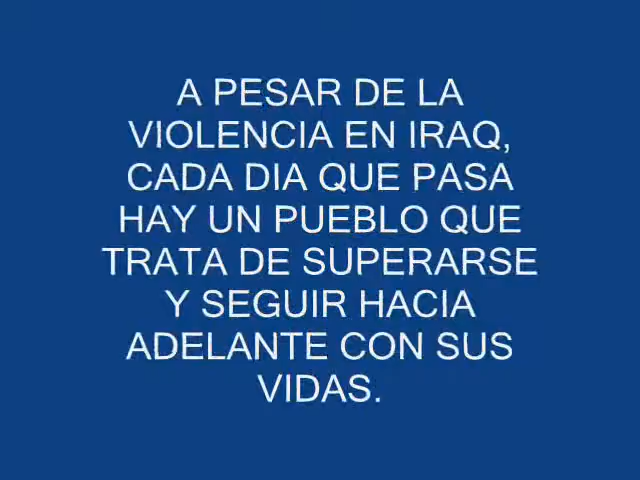 A PESAR DE LA
VIOLENCIA EN IRAQ,
CADA DIA QUE PASA
HAY UN PUEBLO QUE
TRATA DE SUPERARSE
Y SEGUIR HACIA
ADELANTE CON SUS
VIDAS.